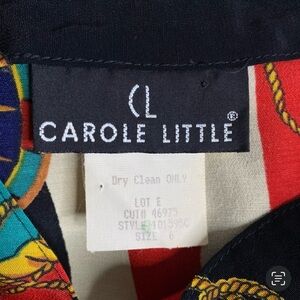 CL
CAROLE LITTLE ®
Dry Clean ONLY
LOT E
CUT# 46975
SIZE 6